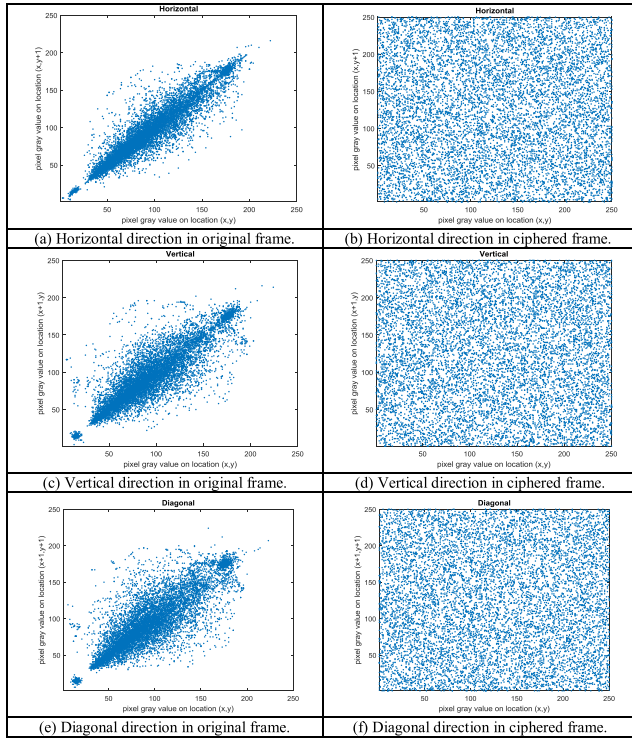 Horizontal
250
200
150
100
50
50 100 150 200 250
pixel gray value on location (x,y+1)
pixel gray value on location (x,y)
(a) Horizontal direction in original frame.
Horizontal
250
200
150
100
50
50 100 150 200 250
pixel gray value on location (x,y+1)
pixel gray value on location (x,y)
(b) Horizontal direction in ciphered frame.
Vertical
250
200
150
100
50
50 100 150 200 250
pixel gray value on location (x+1,y)
pixel gray value on location (x,y)
(c) Vertical direction in original frame.
Vertical
250
200
150
100
50
50 100 150 200 250
pixel gray value on location (x+1,y)
pixel gray value on location (x,y)
(d) Vertical direction in ciphered frame.
Diagonal
250
200
150
100
50
50 100 150 200 250
pixel gray value on location (x+1,y+1)
pixel gray value on location (x,y)
(e) Diagonal direction in original frame.
Diagonal
250
200
150
100
50
50 100 150 200 250
pixel gray value on location (x+1,y+1)
pixel gray value on location (x,y)
(f) Diagonal direction in ciphered frame.